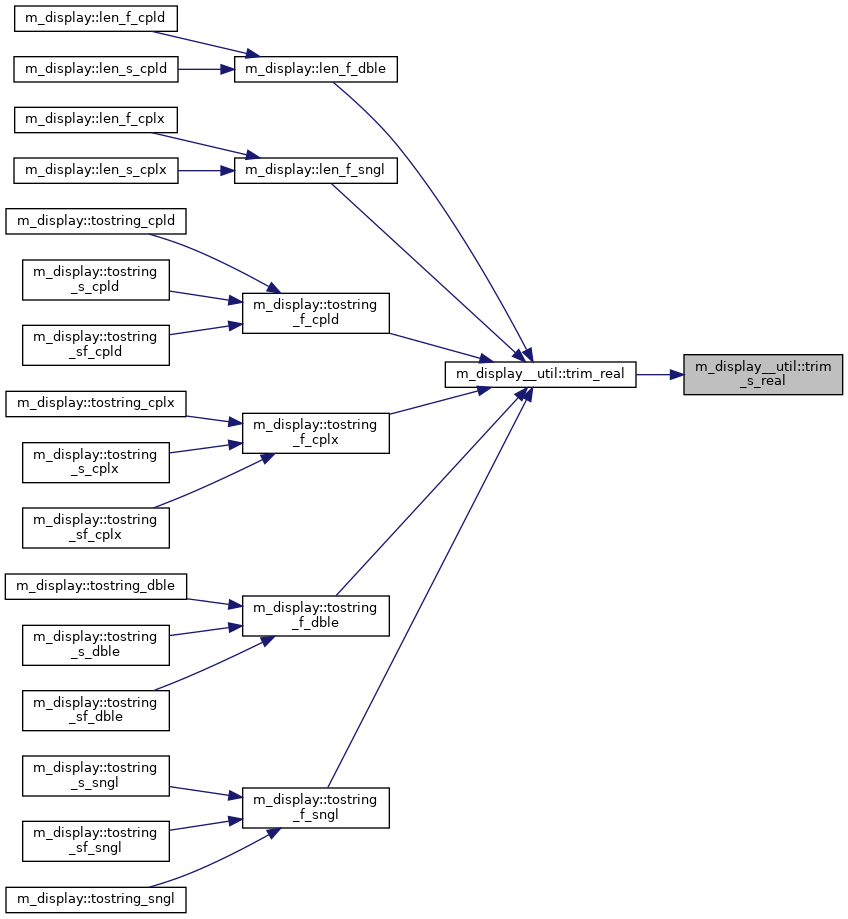 m_display::len_f_cpld
m_display::len_s_cpld
m_display::len_f_dble
m_display::len_f_cplx
m_display::len_s_cplx
m_display::len_f_sngl
m_display::tostring_cpld
m_display::tostring
_s_cpld
m_display::tostring
_sf_cpld
m_display::tostring
_f_cpld
m_display::tostring_cplx
m_display::tostring
_s_cplx
m_display::tostring
_sf_cplx
m_display::tostring
_f_cplx
m_display::tostring_dble
m_display::tostring
_s_dble
m_display::tostring
_sf_dble
m_display::tostring
_f_dble
m_display::tostring
_s_sngl
m_display::tostring
_sf_sngl
m_display::tostring_sngl
m_display::tostring
_f_sngl
m_display__util::trim_real
m_display__util::trim
_s_real